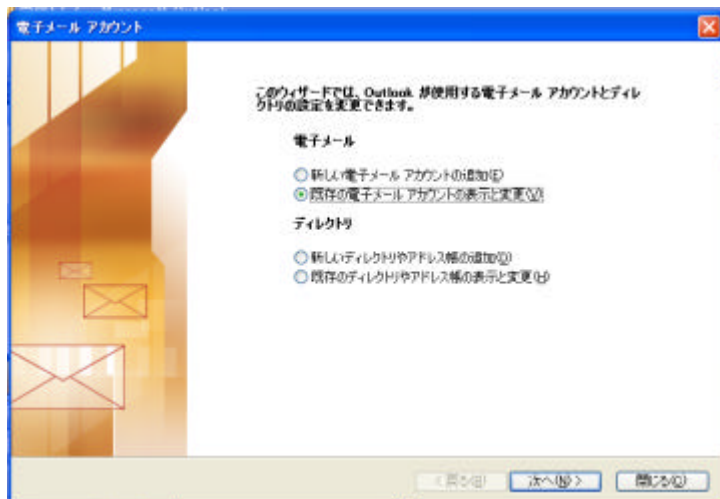 電子メール アカウント
このウィザードでは、Outlook が使用する電子メール アカウントとディレ
クトリの設定を変更できます。
電子メール
新しい電子メール アカウントの追加(E)
既存の電子メール アカウントの表示と変更(V)
ディレクトリ
新しいディレクトリやアドレス帳の追加(D)
既存のディレクトリやアドレス帳の表示と変更(H)
< 戻る(B) 次へ(N) > 閉じる(C)